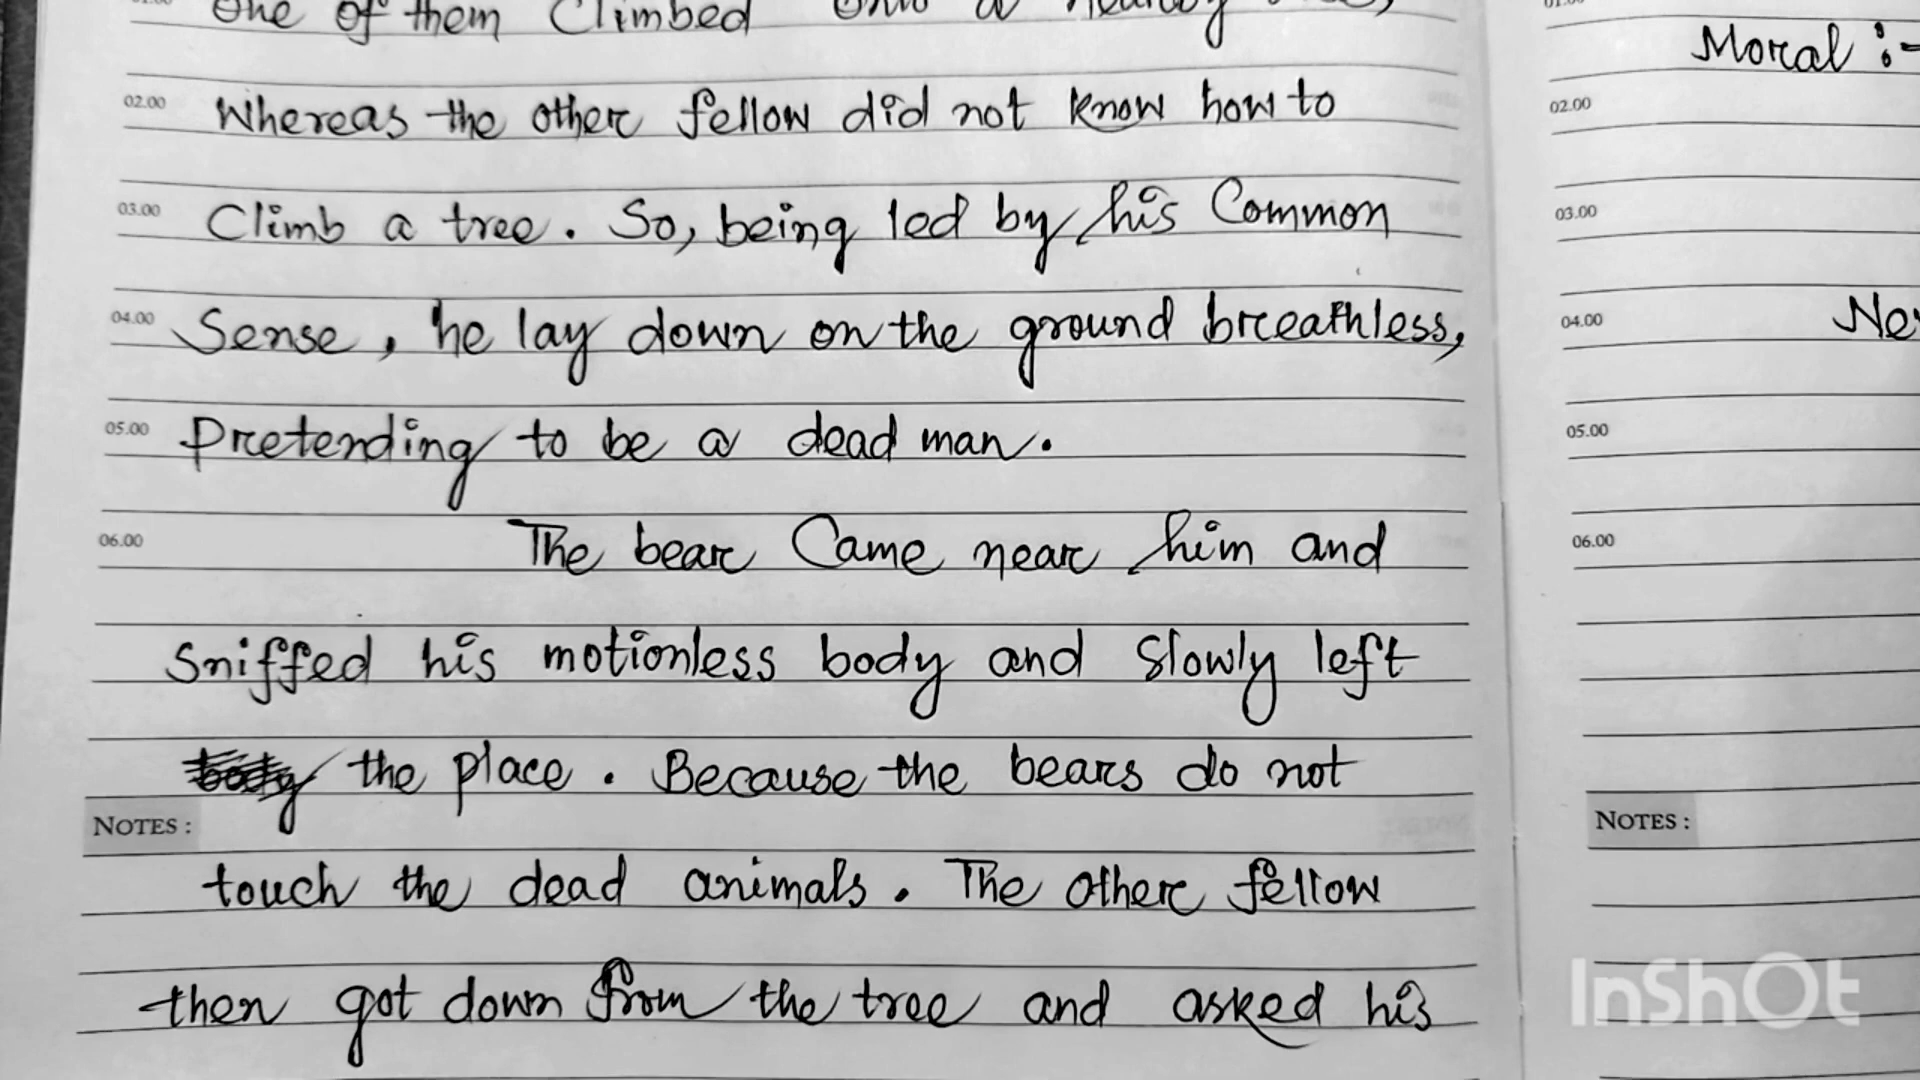 One of them Climbed onto a nearby
02.00 Whereas the other fellow did not know how to
03.00 Climb a tree. So, being led by his Common
04.00 Sense, he lay down on the ground breathless,
05.00 Pretending to be a dead man.
06.00 The bear Came near him and
Sniffed his motionless body and Slowly left
the place. Because the bears do not
NOTES :
touch the dead animals. The other fellow
then got down from the tree and asked his
Moral :-
02.00
03.00
04.00
05.00
06.00
NOTES :
InShOt